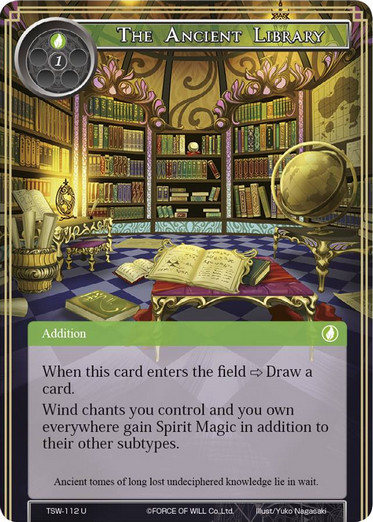 The Ancient Library
1
Addition
When this card enters the field ⇨ Draw a
card.
Wind chants you control and you own
everywhere gain Spirit Magic in addition to
their other subtypes.
Ancient tomes of long lost undeciphered knowledge lie in wait.
TSW-112 U ©FORCE OF WILL Co.,Ltd. Illust/Yuko Nagasaki